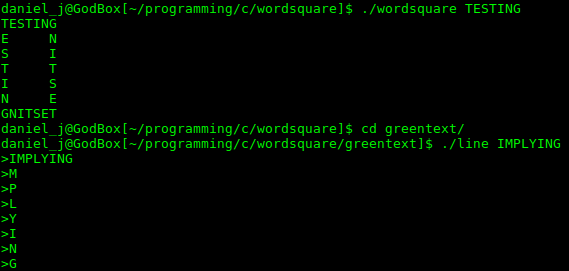 daniel_j@GodBox[~/programming/c/wordsquare]$ ./wordsquare TESTING
TESTING
E     N
S     I
T     T
I     S
N     E
GNITSET
daniel_j@GodBox[~/programming/c/wordsquare]$ cd greentext/
daniel_j@GodBox[~/programming/c/wordsquare/greentext]$ ./line IMPLYING
>IMPLYING
>M
>P
>L
>Y
>I
>N
>G